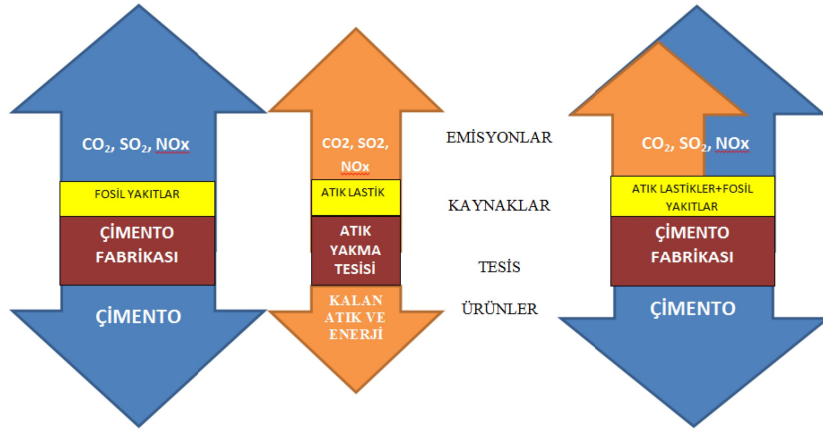 CO₂, SO₂, NOx
FOSİL YAKITLAR
ÇİMENTO
FABRİKASI
ÇİMENTO
CO2, SO2,
NOx
ATIK LASTİK
ATIK
YAKMA
TESİSİ
KALAN
ATIK VE
ENERJİ
EMİSYONLAR
KAYNAKLAR
TESİS
ÜRÜNLER
CO₂, SO₂, NOx
ATIK LASTİKLER+FOSİL
YAKITLAR
ÇİMENTO
FABRİKASI
ÇİMENTO